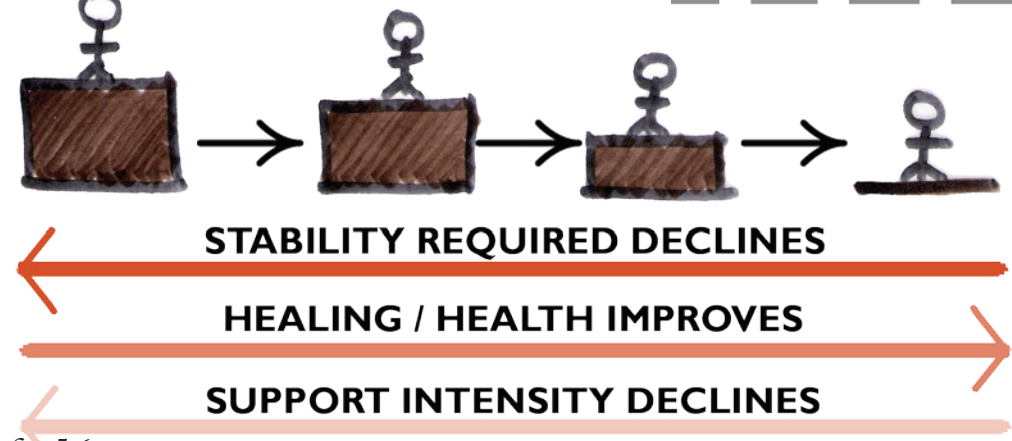 STABILITY REQUIRED DECLINES
HEALING / HEALTH IMPROVES
SUPPORT INTENSITY DECLINES